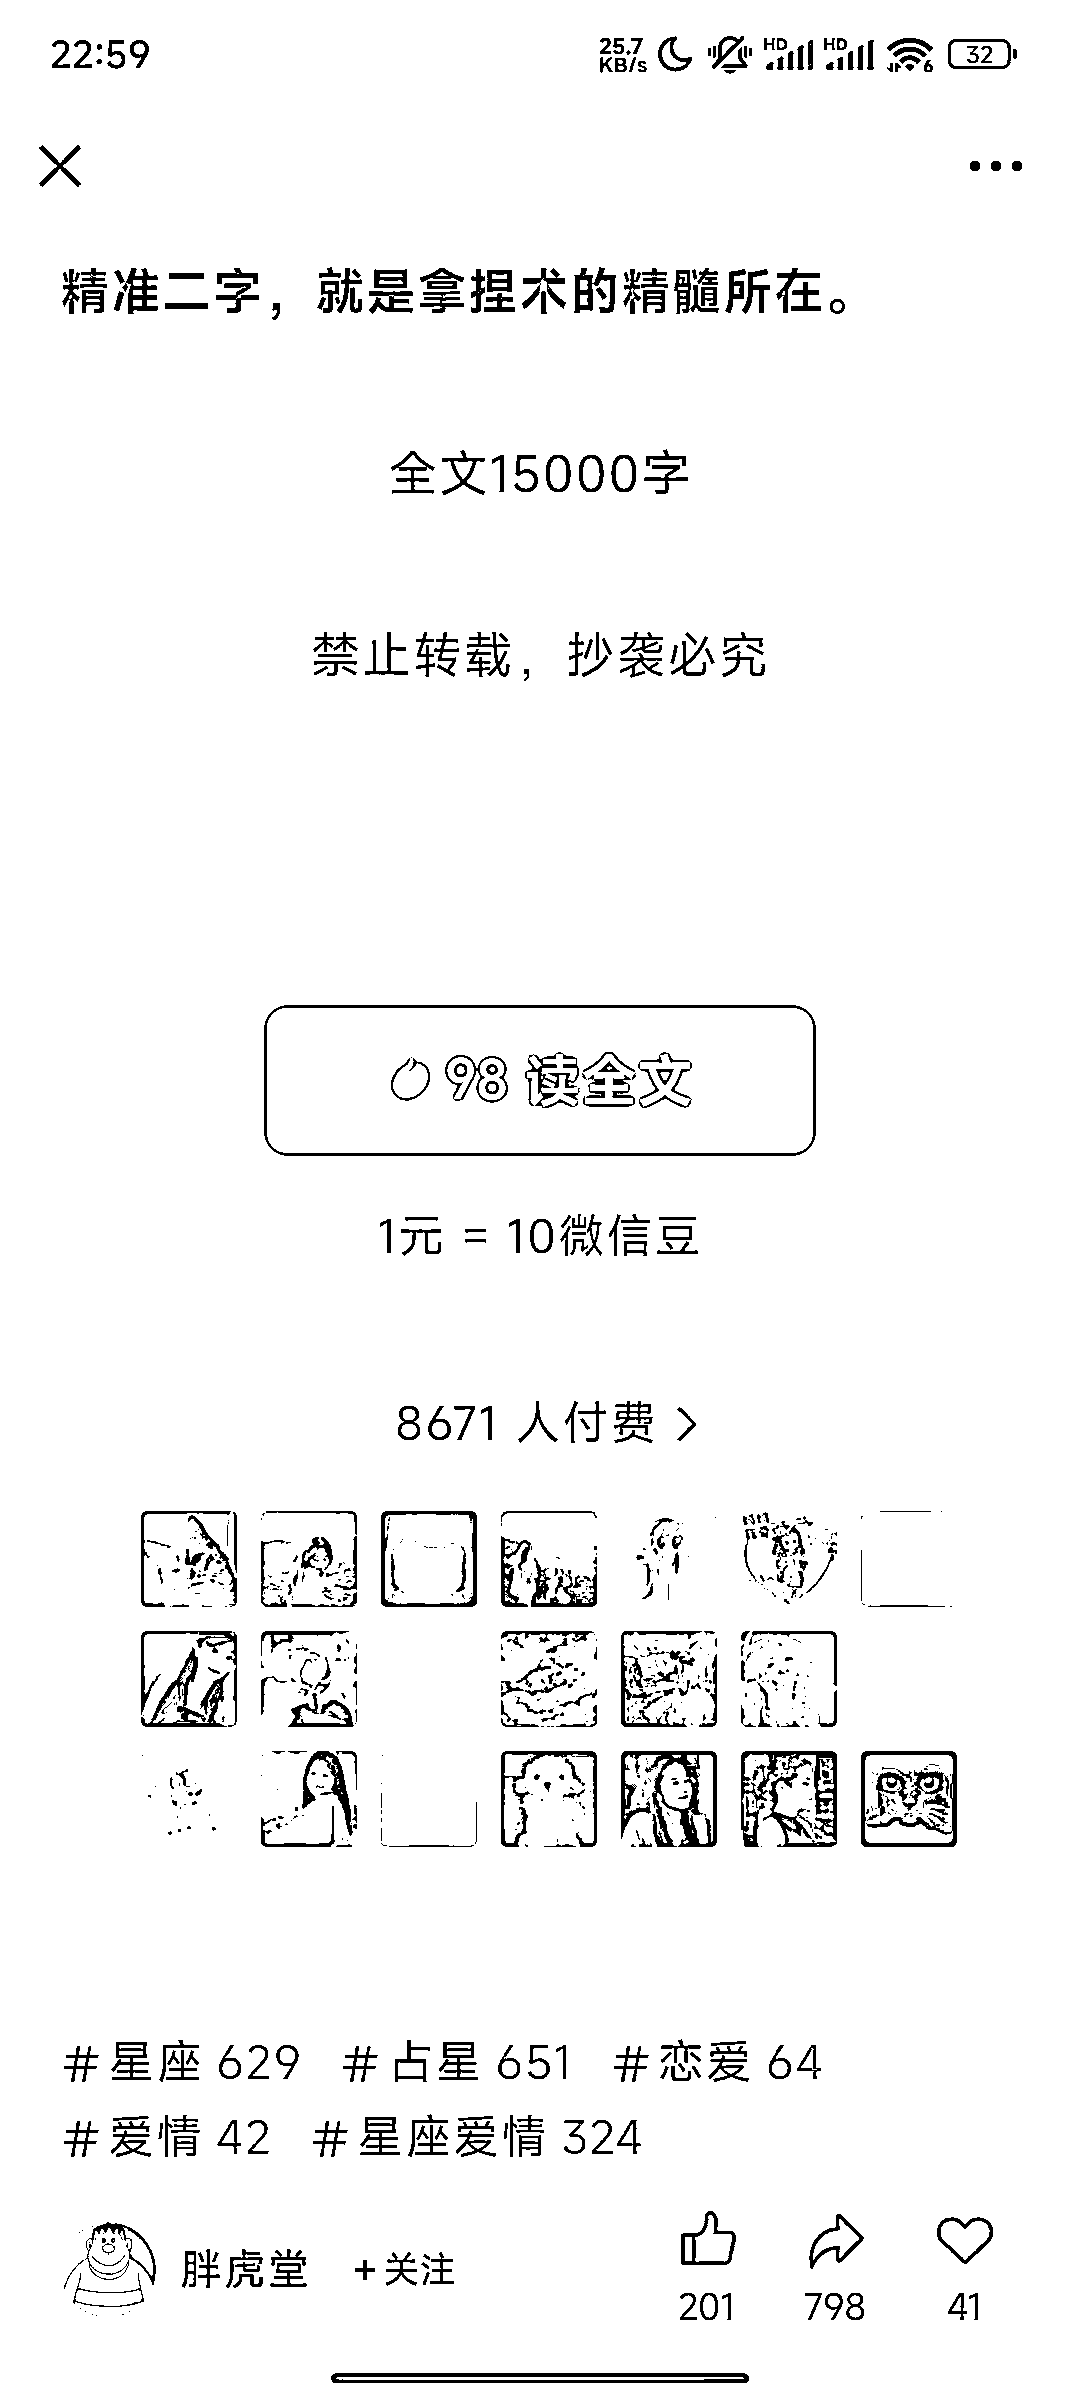 22:59
25.7 KB/s HD HD 6 32
精准二字，就是拿捏术的精髓所在。
全文15000字
禁止转载，抄袭必究
98 读全文
1元 = 10微信豆
8671 人付费
#星座 629 #占星 651 #恋爱 64
#爱情 42 #星座爱情 324
胖虎堂 +关注
201 798 41